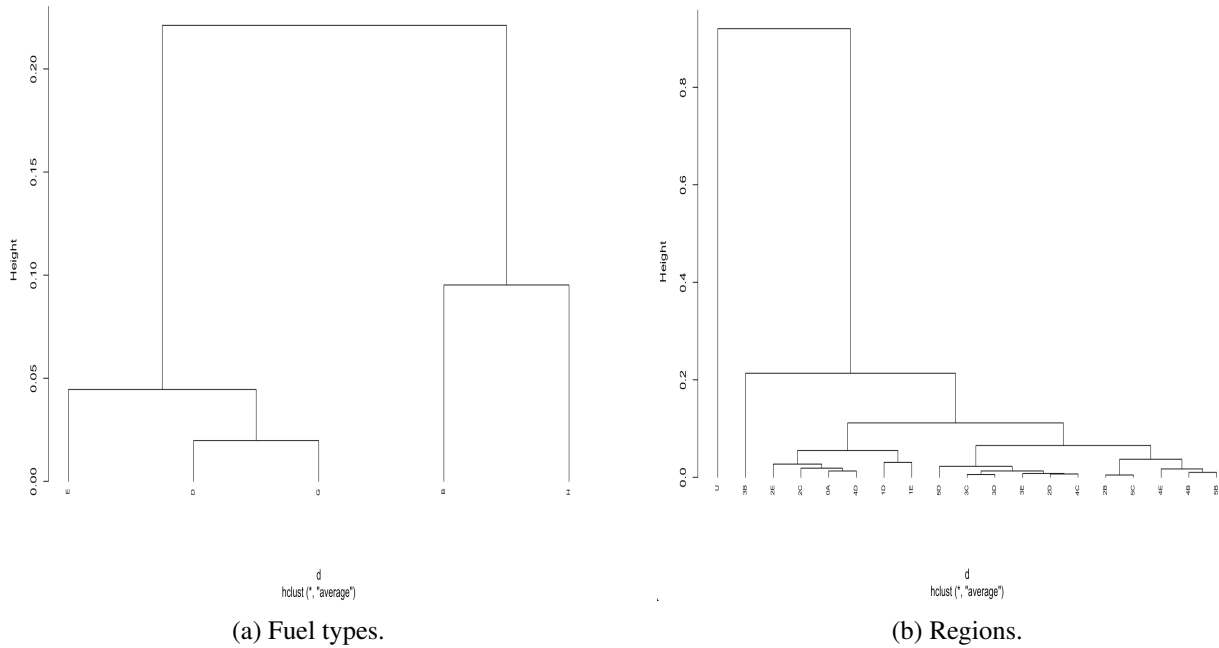 Height
0.00 0.05 0.10 0.15 0.20
E D G B H
d
hclust (*, "average")
(a) Fuel types.
Height
0.0 0.2 0.4 0.6 0.8
U 3B 2E 2C 0A 4D 1D 1E 3C 3D 3E 2D 4C 2B 4E 4B 5B
d
hclust (*, "average")
(b) Regions.